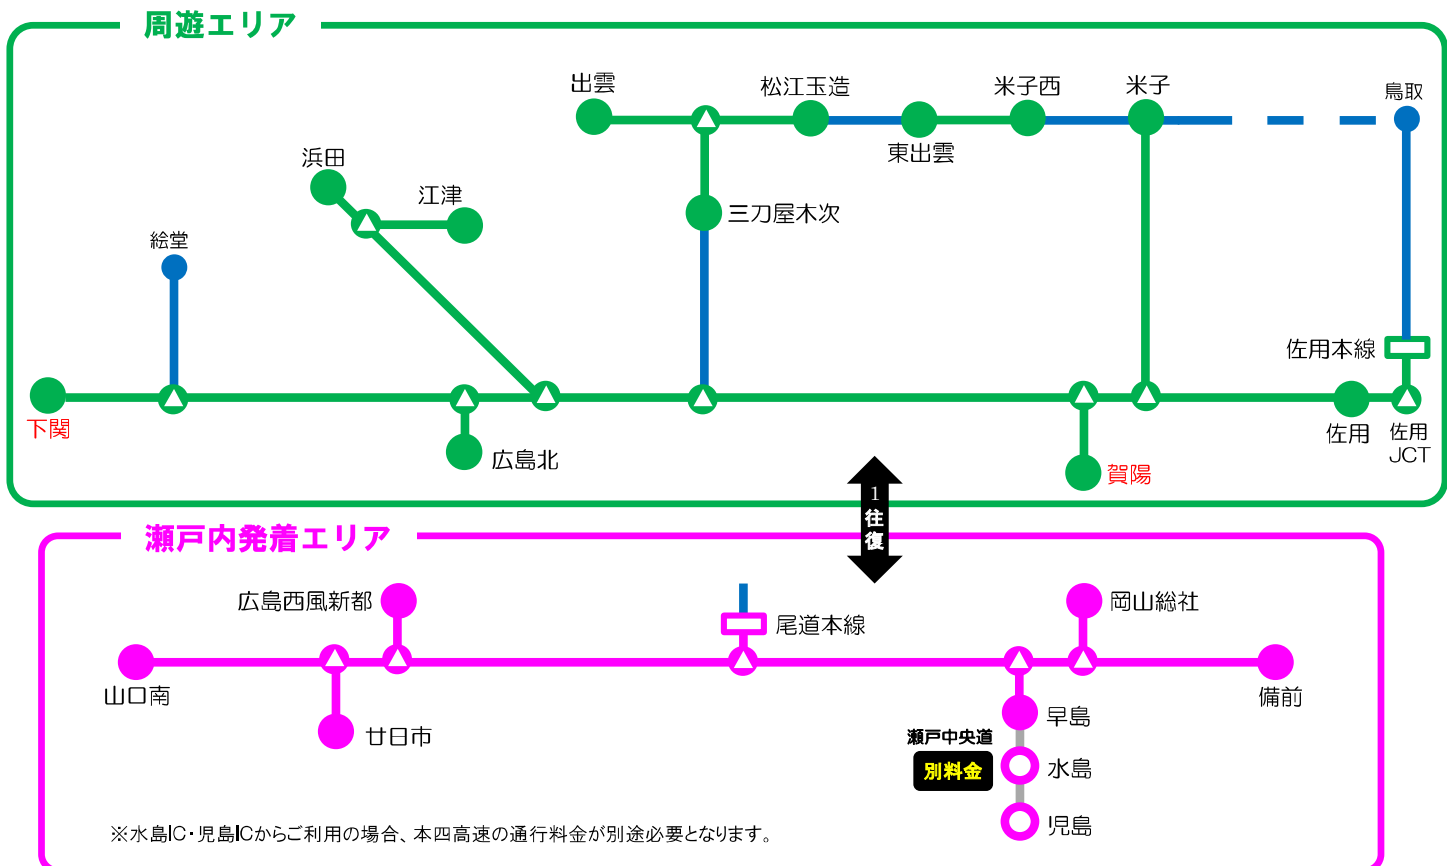 周遊エリア
出雲
松江玉造
米子西
米子
鳥取
浜田
東出雲
江津
三刀屋木次
絵堂
佐用本線
下関
広島北
賀陽
佐用
佐用
JCT
1
往
復
瀬戸内発着エリア
広島西風新都
尾道本線
岡山総社
山口南
廿日市
早島
備前
瀬戸中央道
別料金
水島
児島
※水島IC・児島ICからご利用の場合、本四高速の通行料金が別途必要となります。